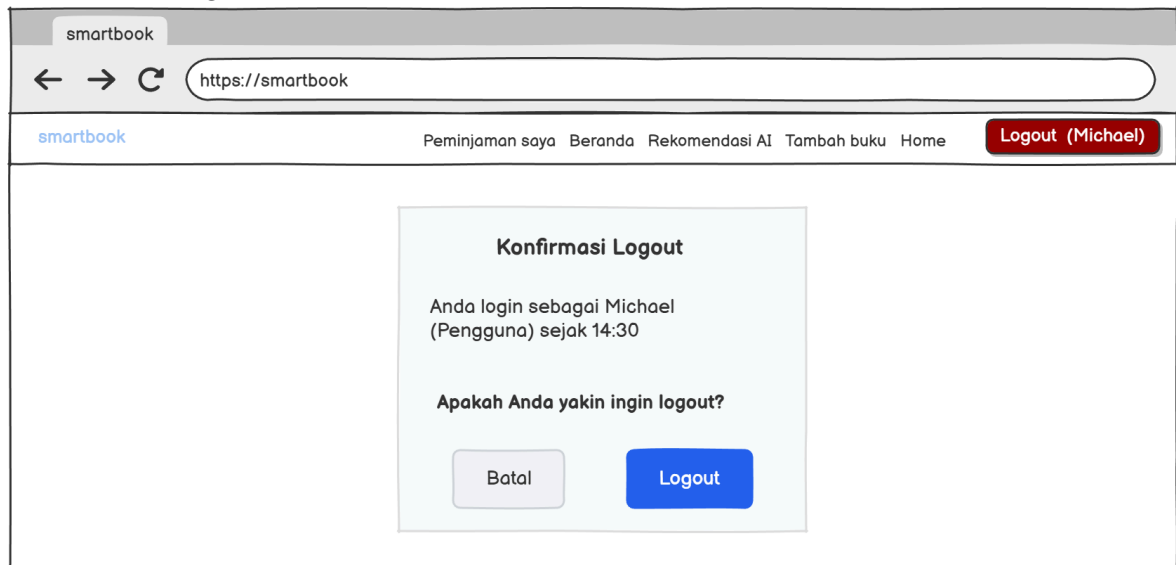 smartbook
https://smartbook
smartbook Peminjaman saya Beranda Rekomendasi AI Tambah buku Home Logout (Michael)
Konfirmasi Logout
Anda login sebagai Michael
(Pengguna) sejak 14:30
Apakah Anda yakin ingin logout?
Batal Logout